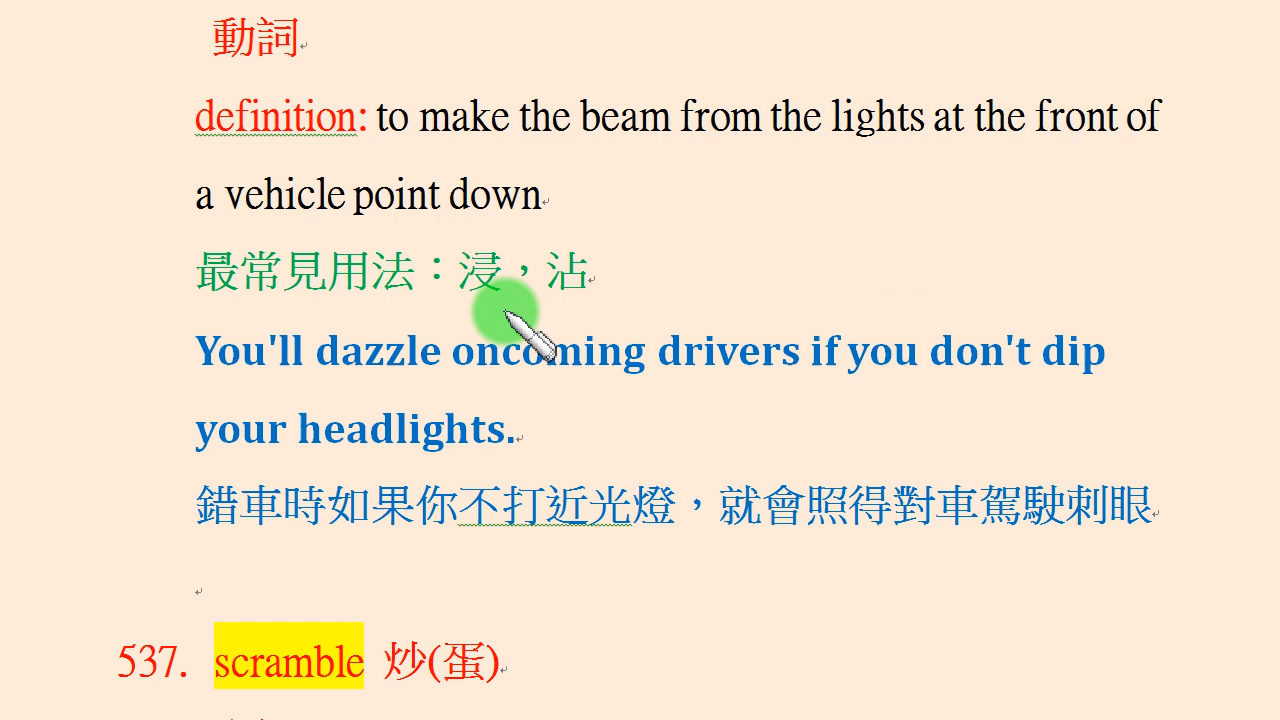 動詞
definition: to make the beam from the lights at the front of
a vehicle point down
最常見用法：浸，沾
You'll dazzle oncoming drivers if you don't dip
your headlights.
錯車時如果你不打近光燈，就會照得對車駕駛刺眼
537. scramble 炒(蛋)